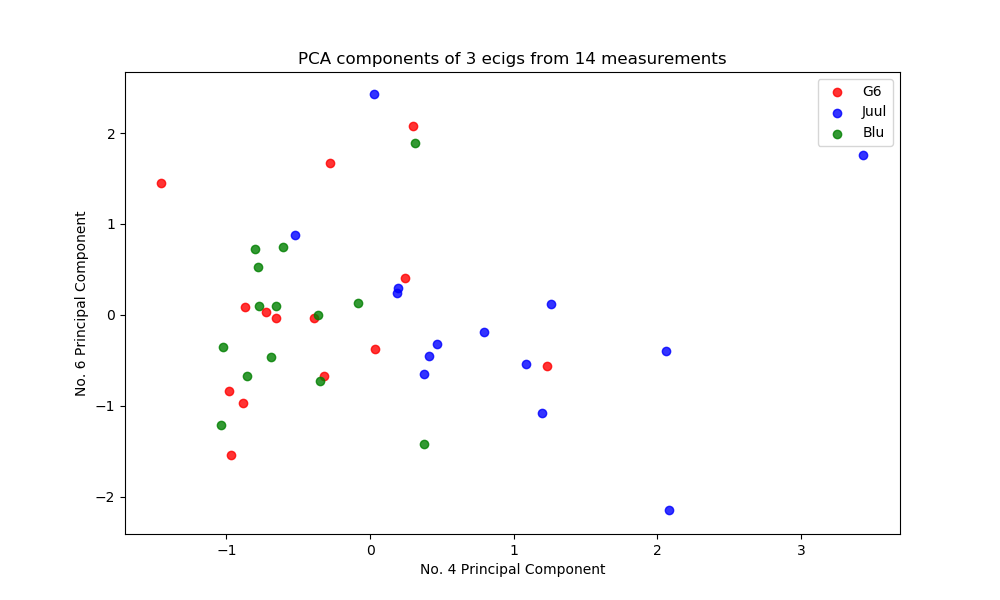 PCA components of 3 ecigs from 14 measurements
G6
Juul
Blu
2
1
0
−1
−2
No. 6 Principal Component
−1
0
1
2
3
No. 4 Principal Component